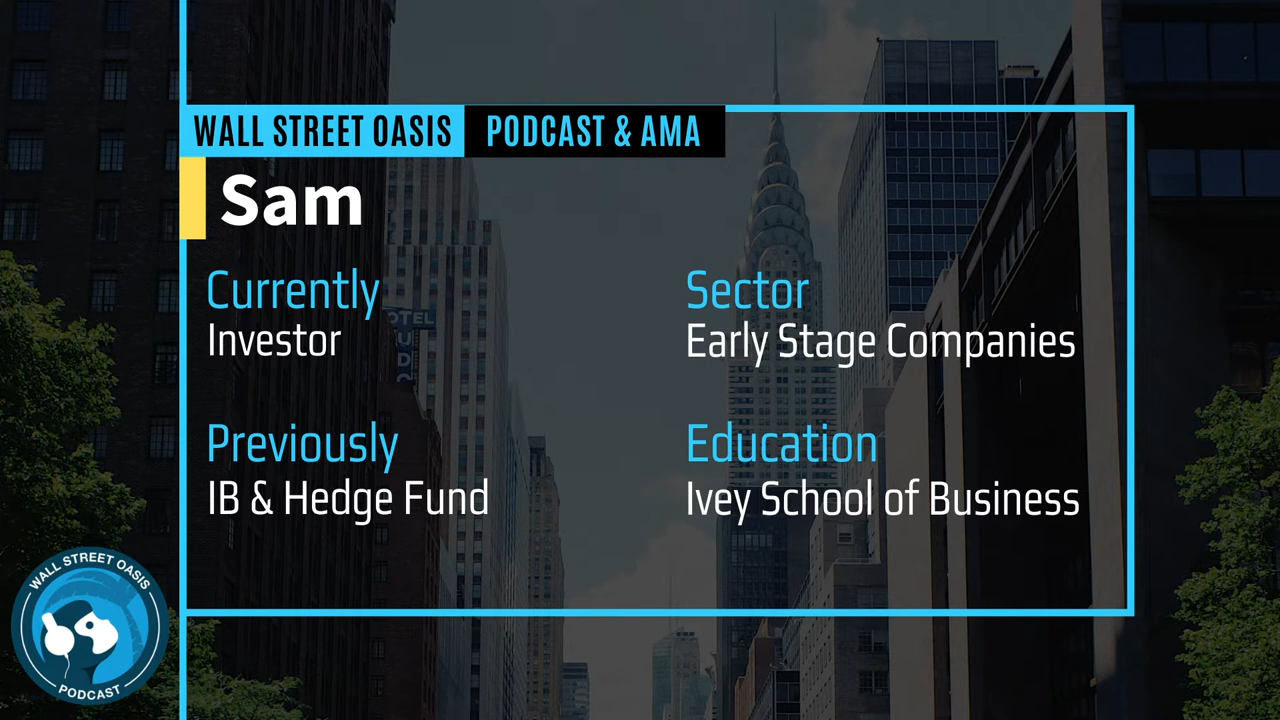 WALL STREET OASIS PODCAST & AMA
Sam
Currently
Investor
Sector
Early Stage Companies
Previously
IB & Hedge Fund
Education
Ivey School of Business
OTEL
WALL STREET OASIS
PODCAST